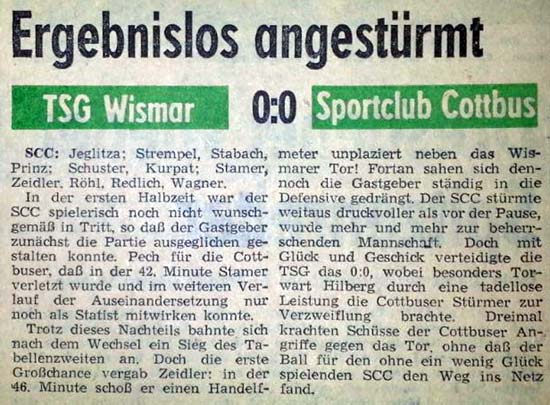 Ergebnislos angestürmt
TSG Wismar 0:0 Sportclub Cottbus
SCC: Jeglitza; Strempel, Stabach,
Prinz; Schuster, Kurpat; Stamer,
Zeidler, Röhl, Redlich, Wagner.
In der ersten Halbzeit war der
SCC spielerisch noch nicht wunsch-
gemäß in Tritt, so daß der Gastgeber
zunächst die Partie ausgeglichen ge-
stalten konnte. Pech für die Cott-
buser, daß in der 42. Minute Stamer
verletzt wurde und im weiteren Ver-
lauf der Auseinandersetzung nur
noch als Statist mitwirken konnte.
Trotz dieses Nachteils bahnte sich
nach dem Wechsel ein Sieg des Ta-
bellenzweiten an. Doch die erste
Großchance vergab Zeidler: in der
46. Minute schoß er einen Handelf-
meter unplaziert neben das Wis-
marer Tor! Fortan sahen sich den-
noch die Gastgeber ständig in die
Defensive gedrängt. Der SCC stürmte
weitaus druckvoller als vor der Pause,
wurde mehr und mehr zur beherr-
schenden Mannschaft. Doch mit
Glück und Geschick verteidigte die
TSG das 0:0, wobei besonders Tor-
wart Hilberg durch eine tadellose
Leistung die Cottbuser Stürmer zur
Verzweiflung brachte. Dreimal
krachten Schüsse der Cottbuser An-
griffe gegen das Tor, ohne daß der
Ball für den ohne ein wenig Glück
spielenden SCC den Weg ins Netz
fand.